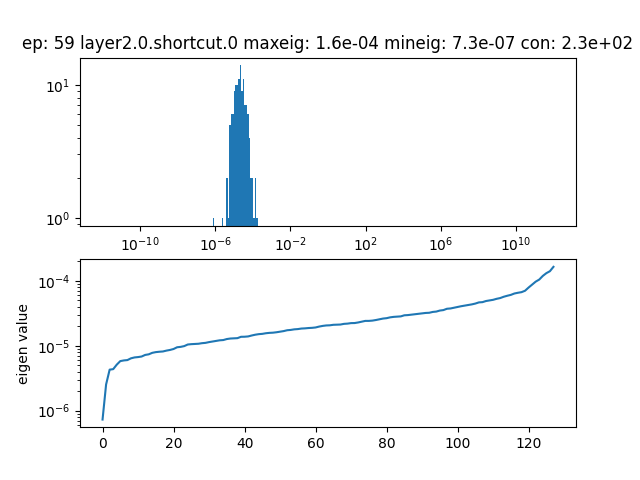 ep: 59 layer2.0.shortcut.0 maxeig: 1.6e-04 mineig: 7.3e-07 con: 2.3e+02
10¹
10⁰
10⁻¹⁰ 10⁻⁶ 10⁻² 10² 10⁶ 10¹⁰
eigen value
10⁻⁴
10⁻⁵
10⁻⁶
0 20 40 60 80 100 120